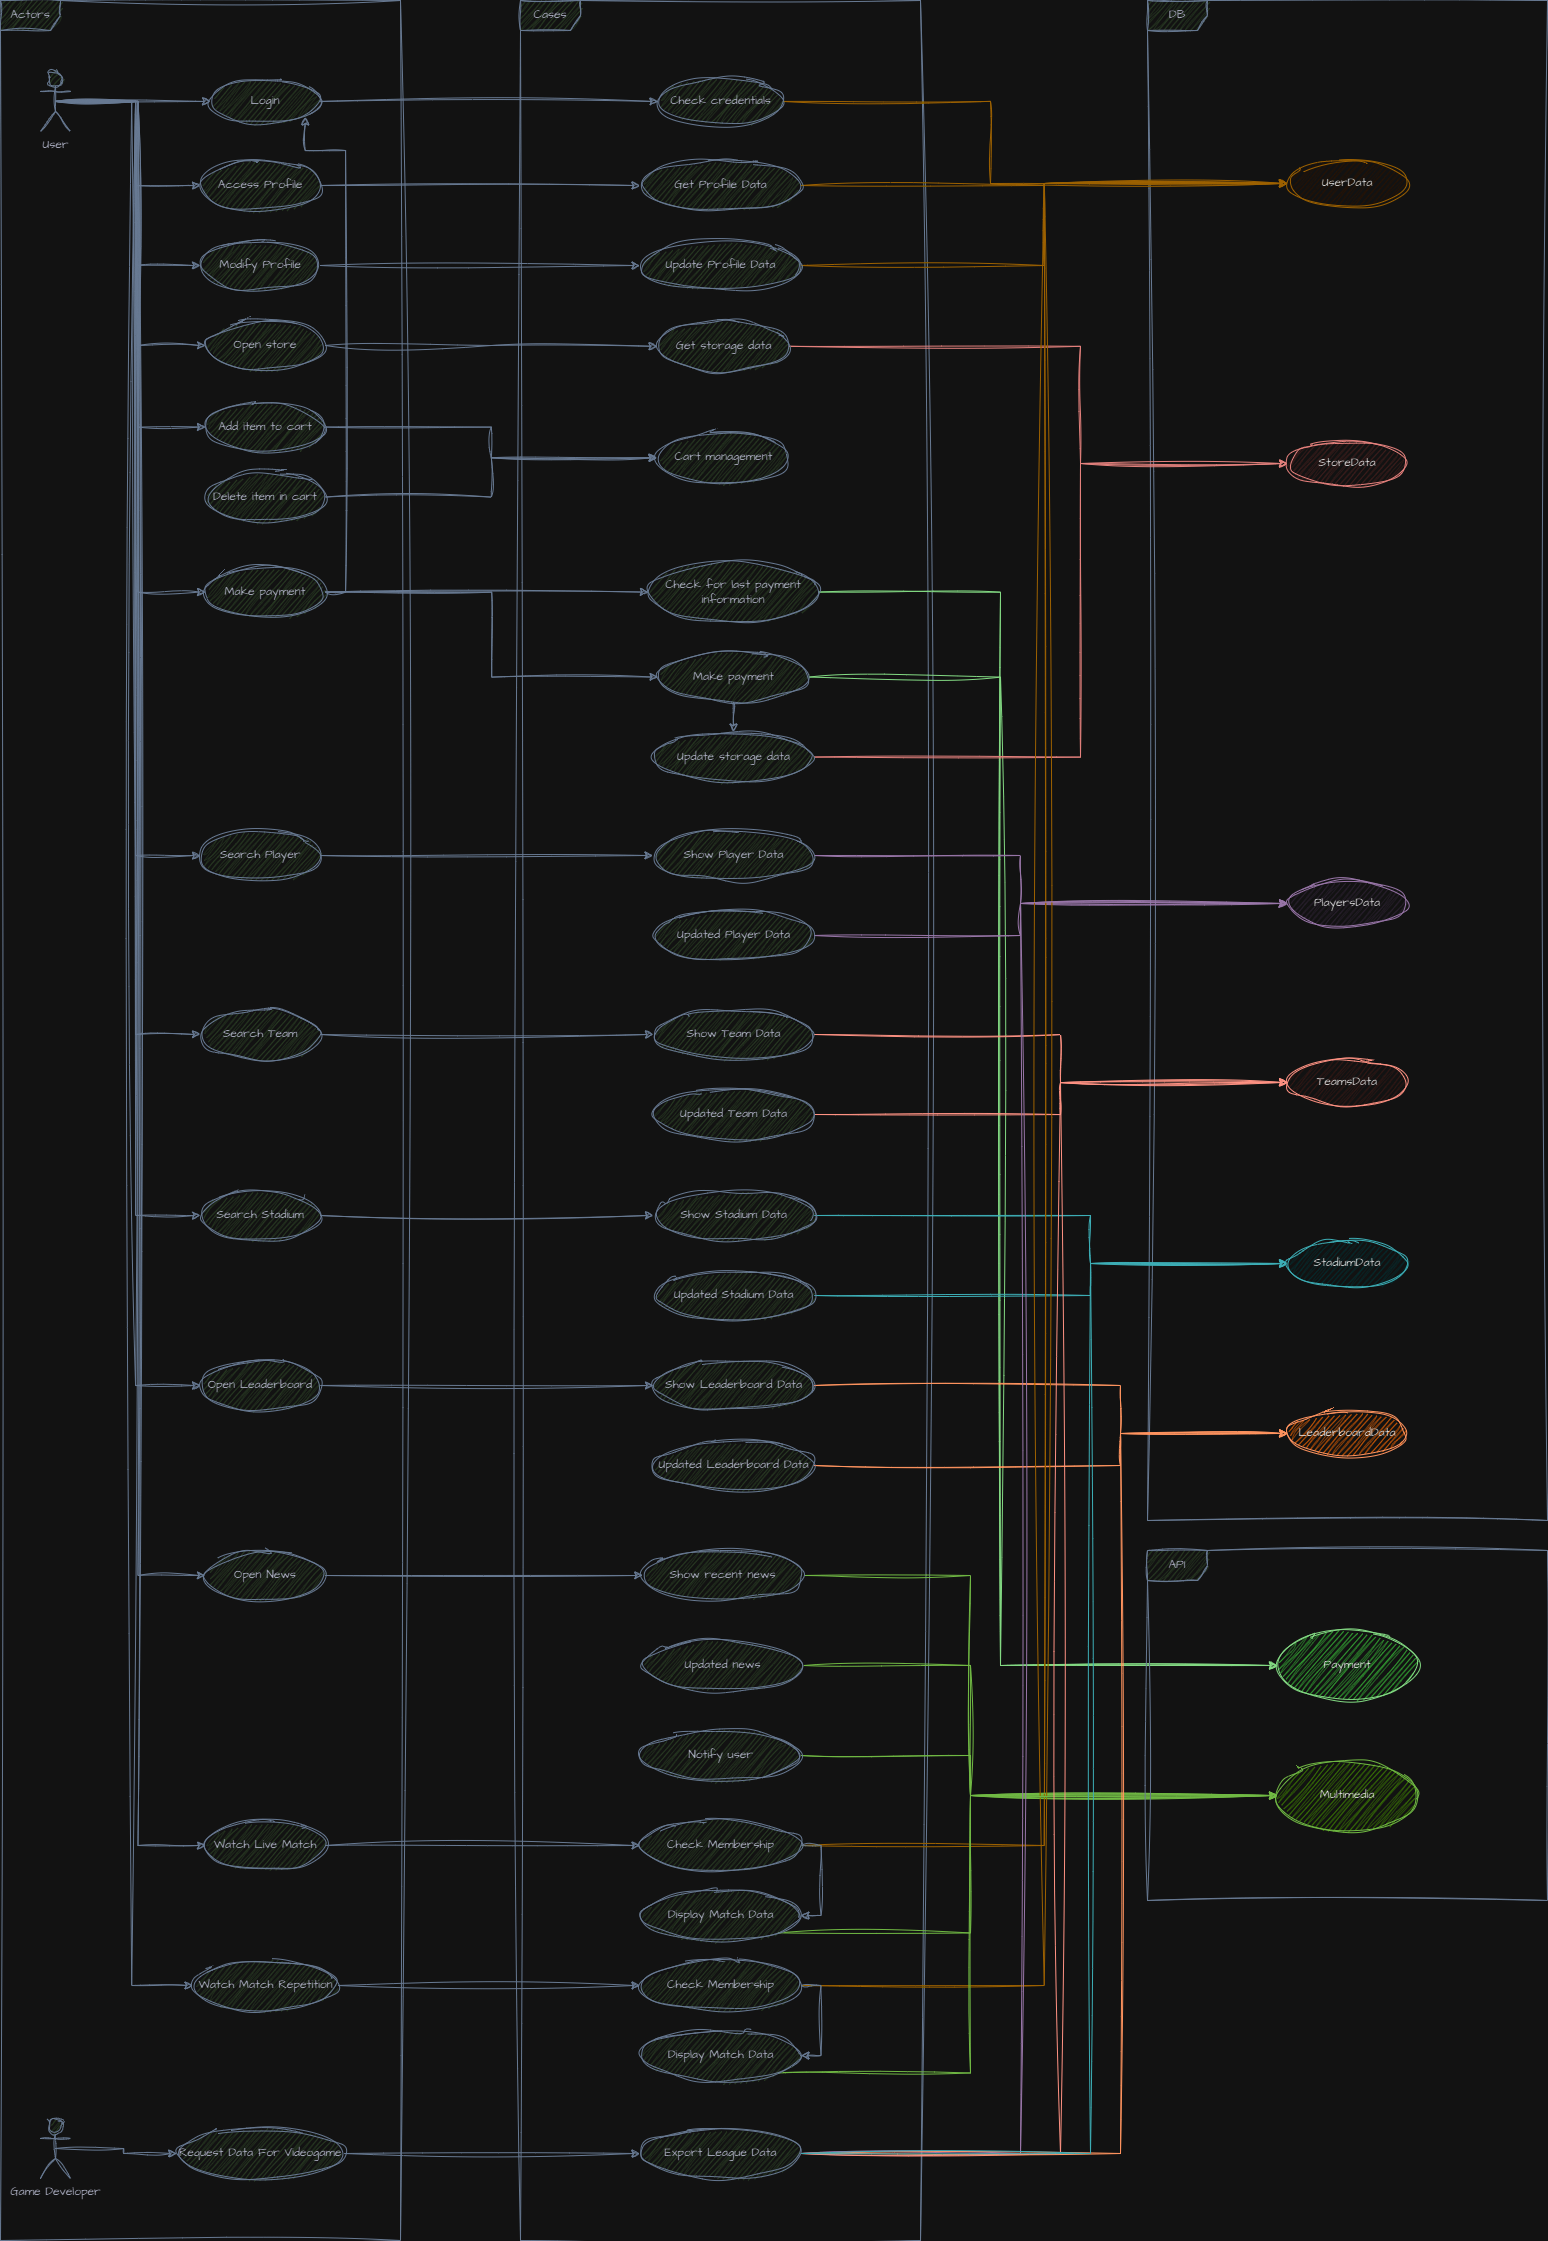 Actors
Cases
DB
User
Login
Check credentials
Access Profile
Get Profile Data
UserData
Modify Profile
Update Profile Data
Open store
Get storage data
Add item to cart
Cart management
StoreData
Delete item in cart
Make payment
Check for last payment
information
Make payment
Update storage data
Search Player
Show Player Data
PlayersData
Updated Player Data
Search Team
Show Team Data
TeamsData
Updated Team Data
Search Stadium
Show Stadium Data
StadiumData
Updated Stadium Data
Open Leaderboard
Show Leaderboard Data
LeaderboardData
Updated Leaderboard Data
API
Open News
Show recent news
Updated news
Payment
Notify user
Multimedia
Watch Live Match
Check Membership
Display Match Data
Watch Match Repetition
Check Membership
Display Match Data
Request Data For Videogame
Export League Data
Game Developer